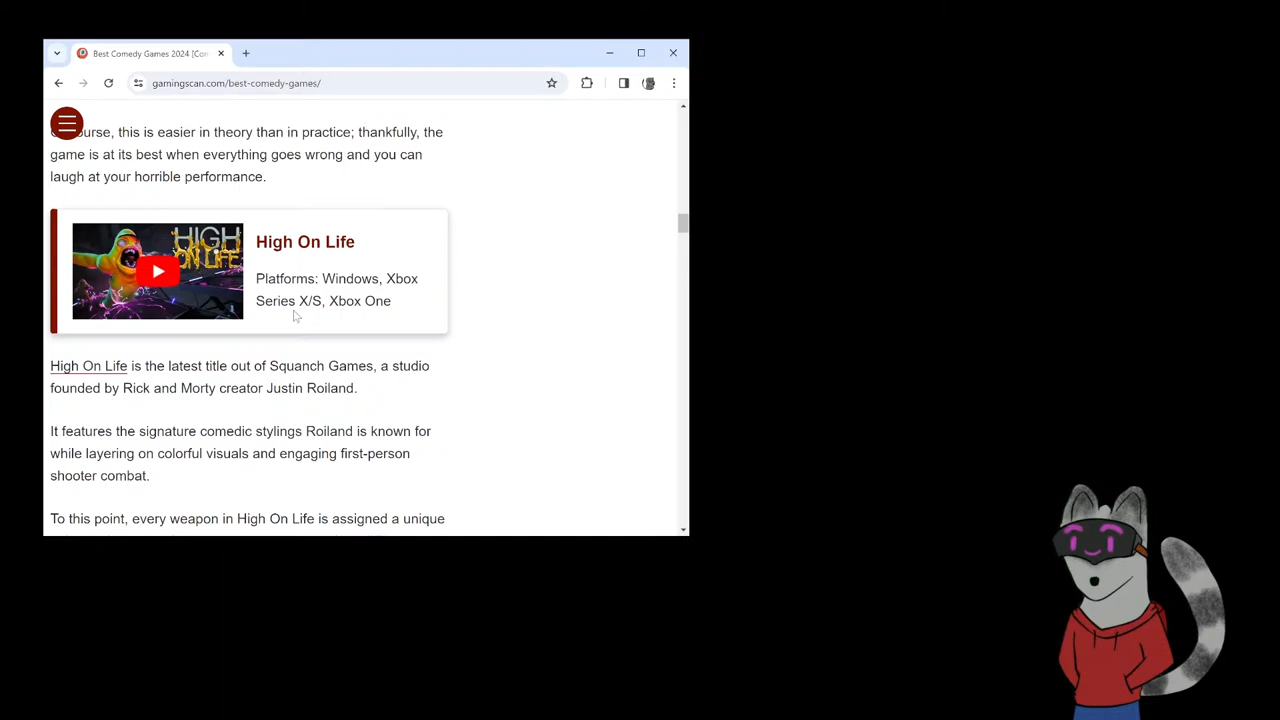 Best Comedy Games 2024 [Con
gamingscan.com/best-comedy-games/
course, this is easier in theory than in practice; thankfully, the
game is at its best when everything goes wrong and you can
laugh at your horrible performance.
HIGH
ON LIFE
High On Life
Platforms: Windows, Xbox
Series X/S, Xbox One
High On Life is the latest title out of Squanch Games, a studio
founded by Rick and Morty creator Justin Roiland.
It features the signature comedic stylings Roiland is known for
while layering on colorful visuals and engaging first-person
shooter combat.
To this point, every weapon in High On Life is assigned a unique